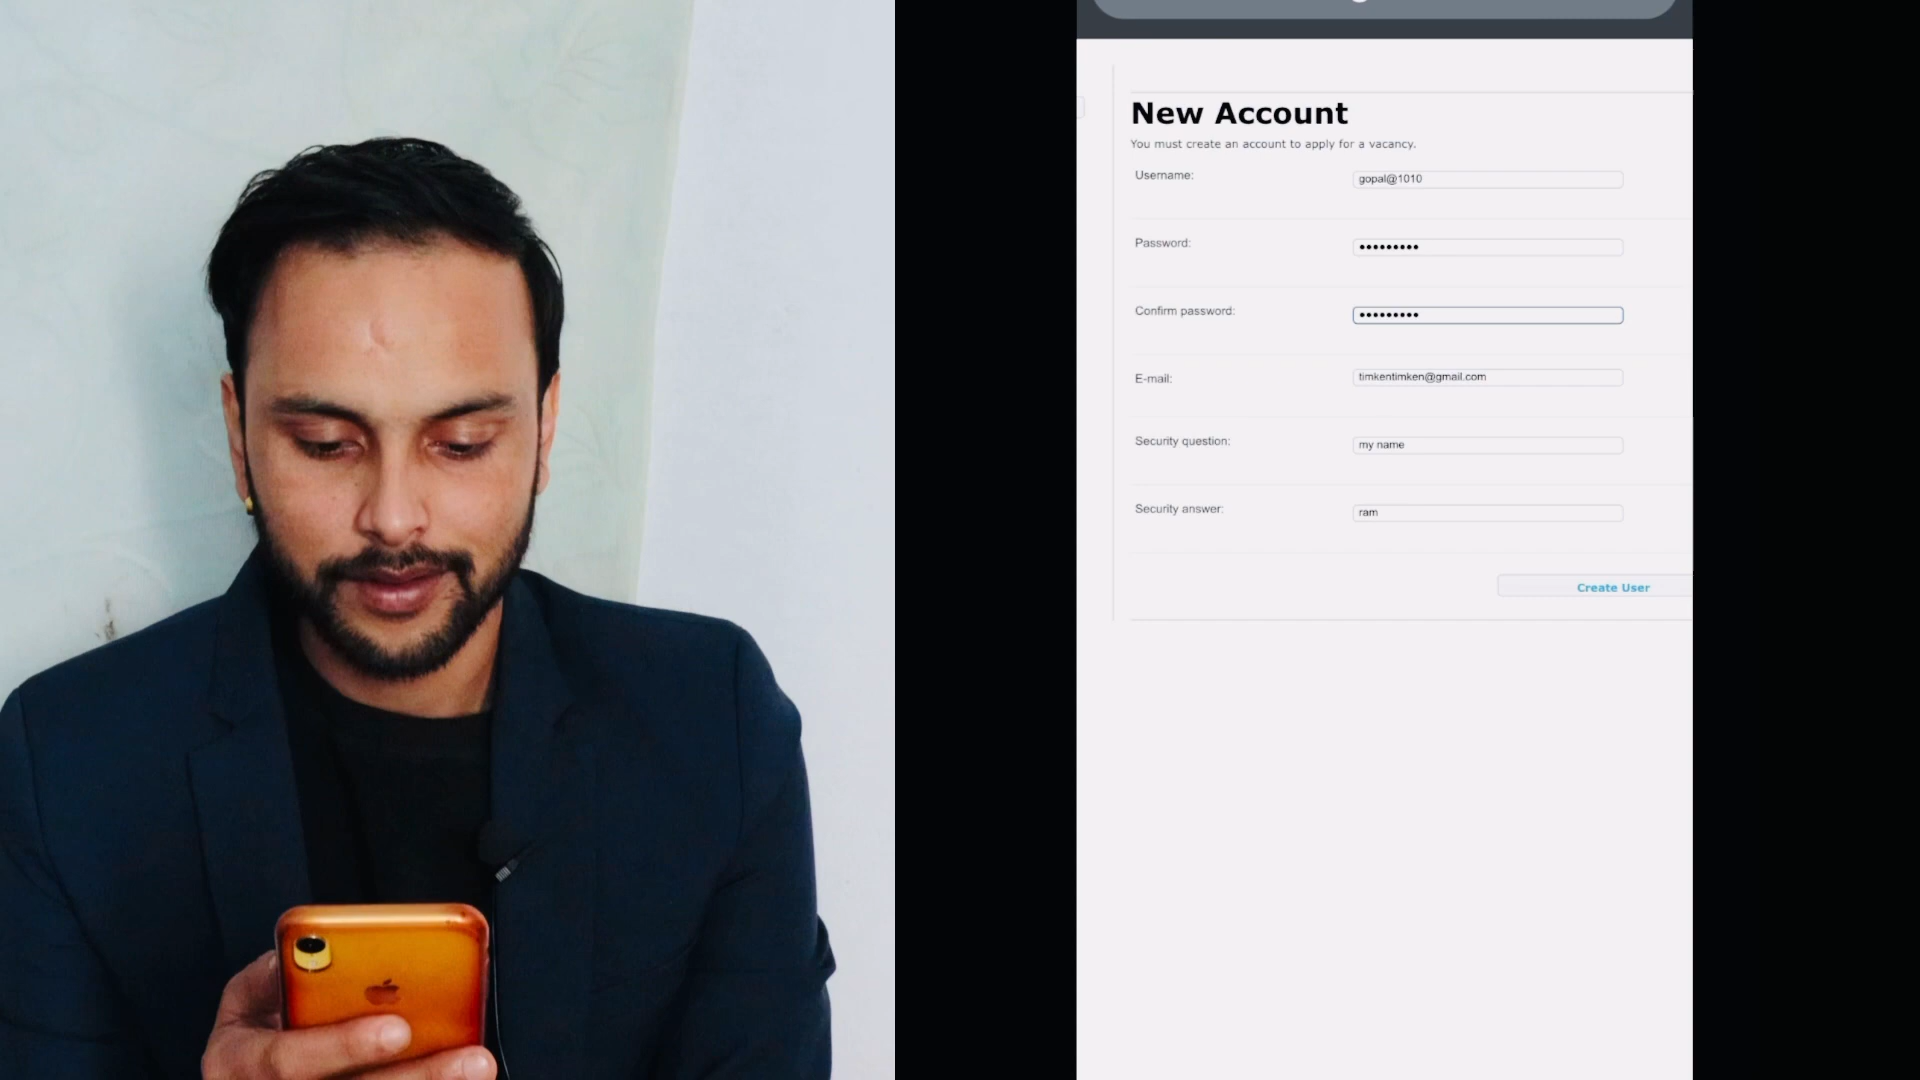 New Account
You must create an account to apply for a vacancy.
Username: gopal@1010
Password: •••••••••
Confirm password: •••••••••
E-mail: timkentimken@gmail.com
Security question: my name
Security answer: ram
Create User